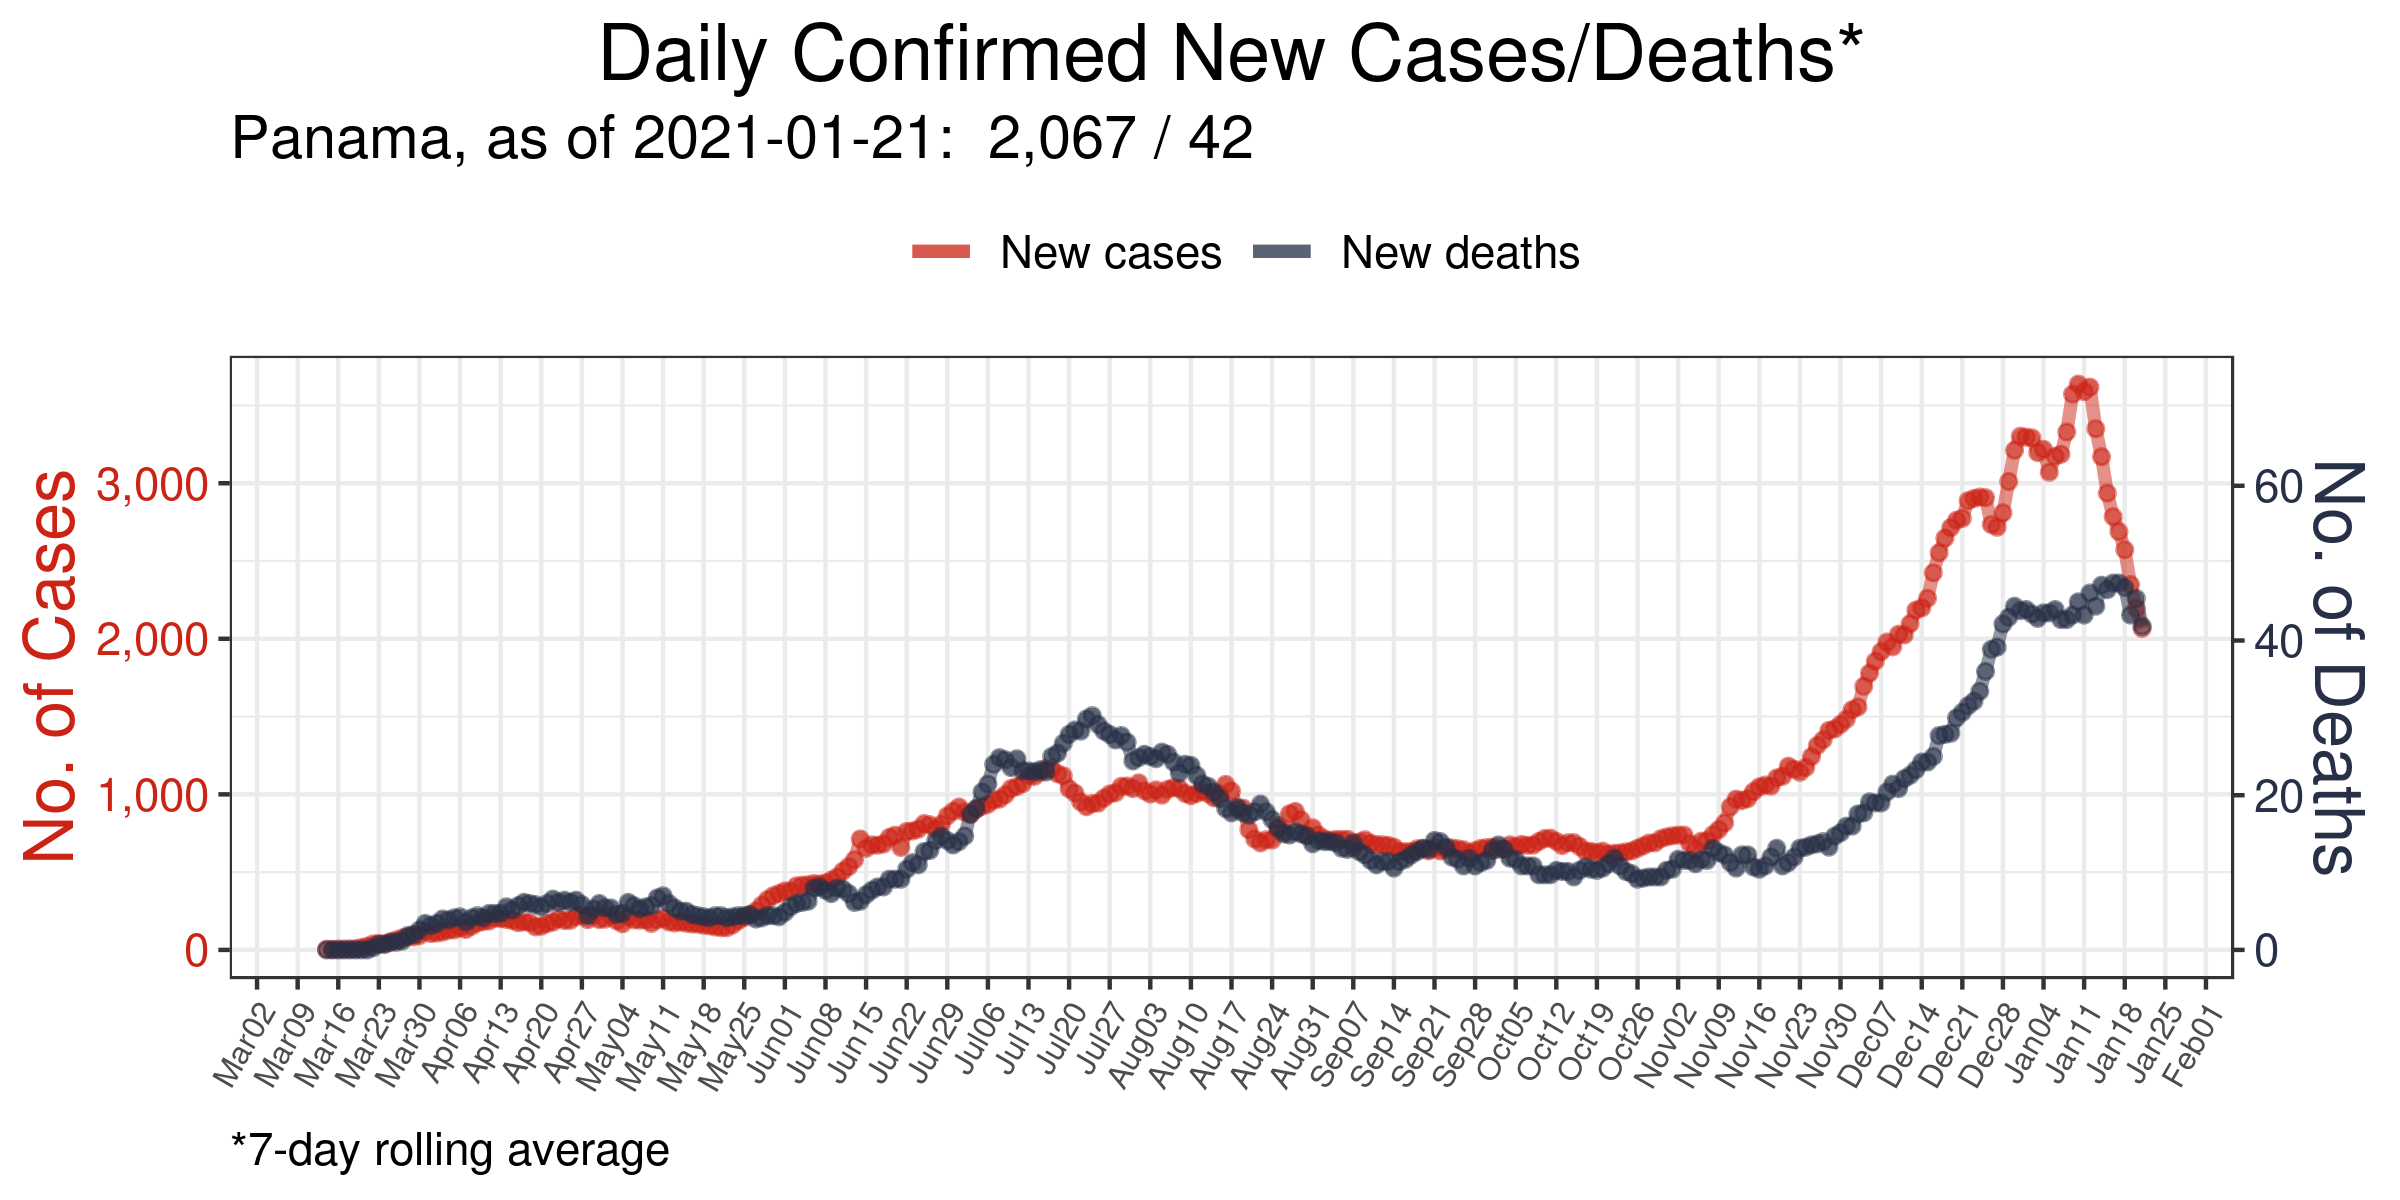 Daily Confirmed New Cases/Deaths*
Panama, as of 2021-01-21:  2,067 / 42
New cases
New deaths
No. of Cases
3,000
2,000
1,000
0
60
40
20
0
No. of Deaths
Mar02
Mar09
Mar16
Mar23
Mar30
Apr06
Apr13
Apr20
Apr27
May04
May11
May18
May25
Jun01
Jun08
Jun15
Jun22
Jun29
Jul06
Jul13
Jul20
Jul27
Aug03
Aug10
Aug17
Aug24
Aug31
Sep07
Sep14
Sep21
Sep28
Oct05
Oct12
Oct19
Oct26
Nov02
Nov09
Nov16
Nov23
Nov30
Dec07
Dec14
Dec21
Dec28
Jan04
Jan11
Jan18
Jan25
Feb01
*7-day rolling average